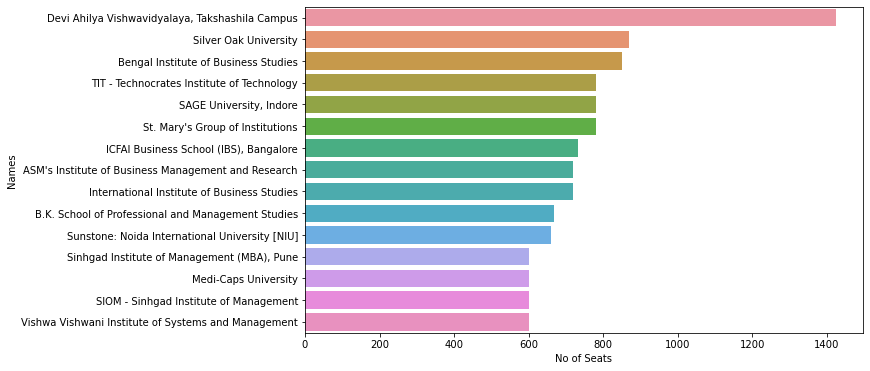 Devi Ahilya Vishwavidyalaya, Takshashila Campus
Silver Oak University
Bengal Institute of Business Studies
TIT - Technocrates Institute of Technology
SAGE University, Indore
St. Mary's Group of Institutions
ICFAI Business School (IBS), Bangalore
ASM's Institute of Business Management and Research
International Institute of Business Studies
B.K. School of Professional and Management Studies
Sunstone: Noida International University [NIU]
Sinhgad Institute of Management (MBA), Pune
Medi-Caps University
SIOM - Sinhgad Institute of Management
Vishwa Vishwani Institute of Systems and Management
Names
0 200 400 600 800 1000 1200 1400
No of Seats